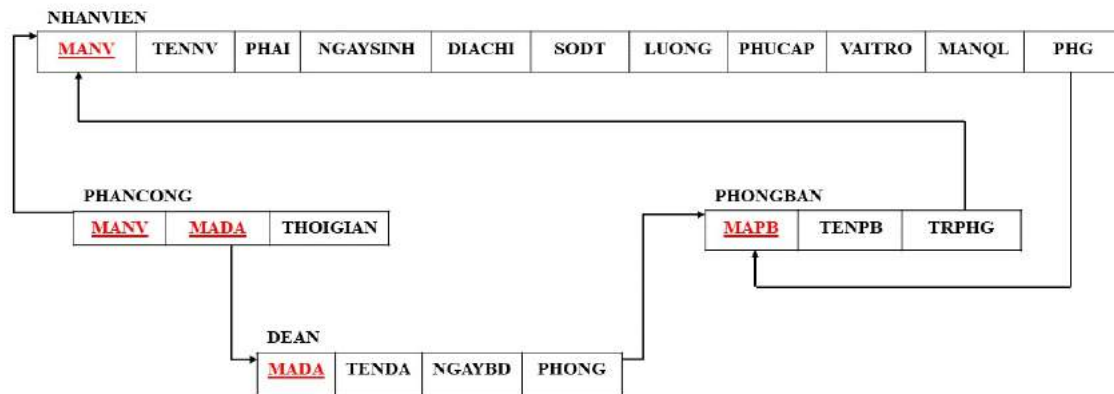 NHANVIEN
MANV TENNV PHAI NGAYSINH DIACHI SODT LUONG PHUCAP VAITRO MANQL PHG
PHANCONG
MANV MADA THOIGIAN
PHONGBAN
MAPB TENPB TRPHG
DEAN
MADA TENDA NGAYBD PHONG